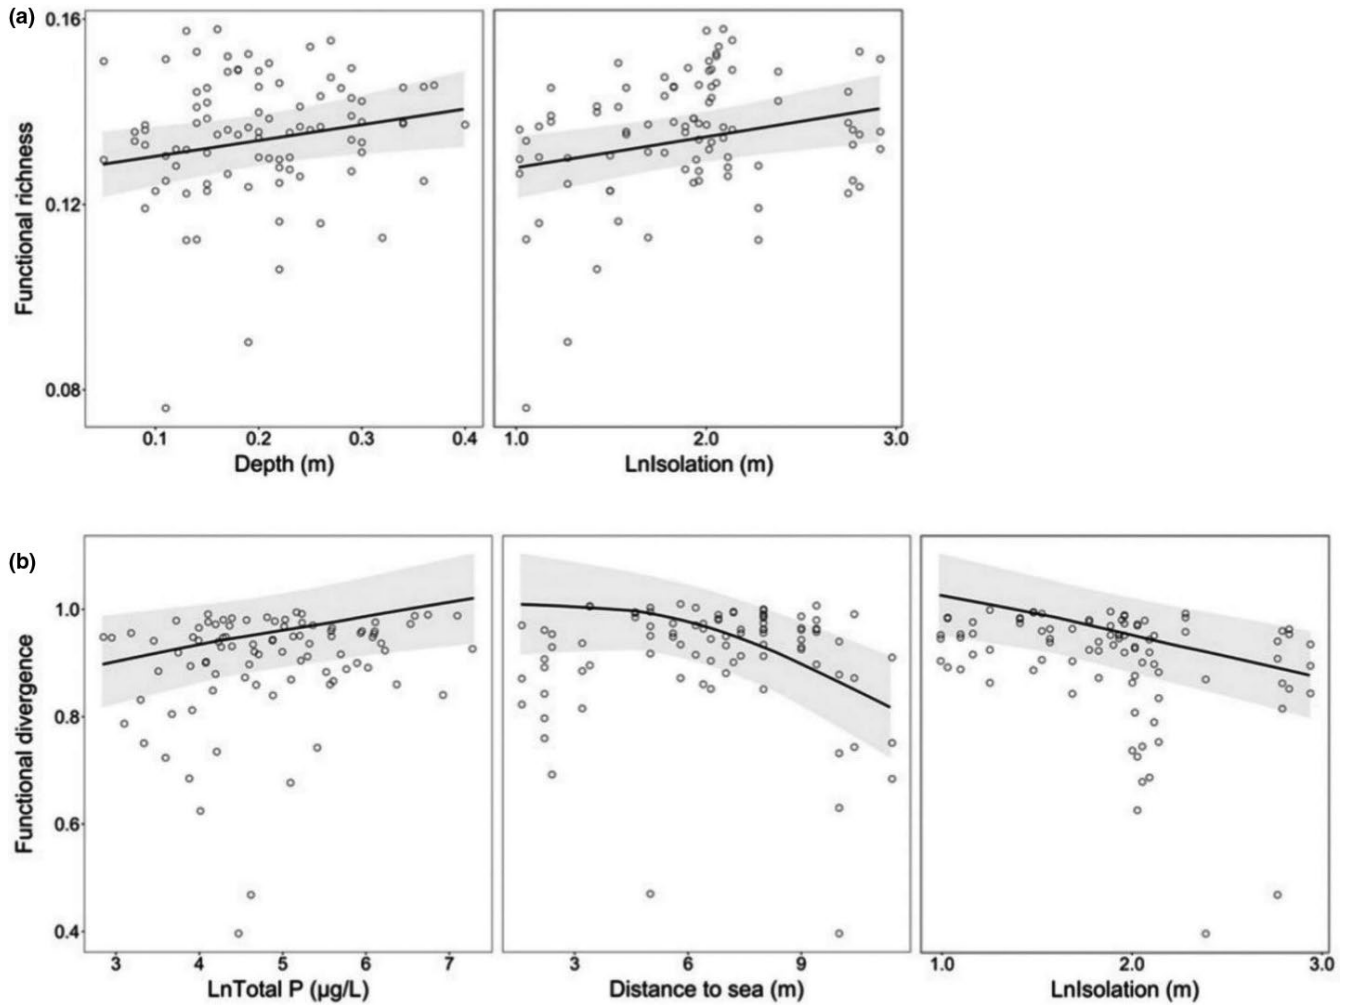 (a)
Functional richness
0.16
0.12
0.08
0.1 0.2 0.3 0.4
Depth (m)
1.0 2.0 3.0
LnIsolation (m)
(b)
Functional divergence
1.0
0.8
0.6
0.4
3 4 5 6 7
LnTotal P (µg/L)
3 6 9
Distance to sea (m)
1.0 2.0 3.0
LnIsolation (m)